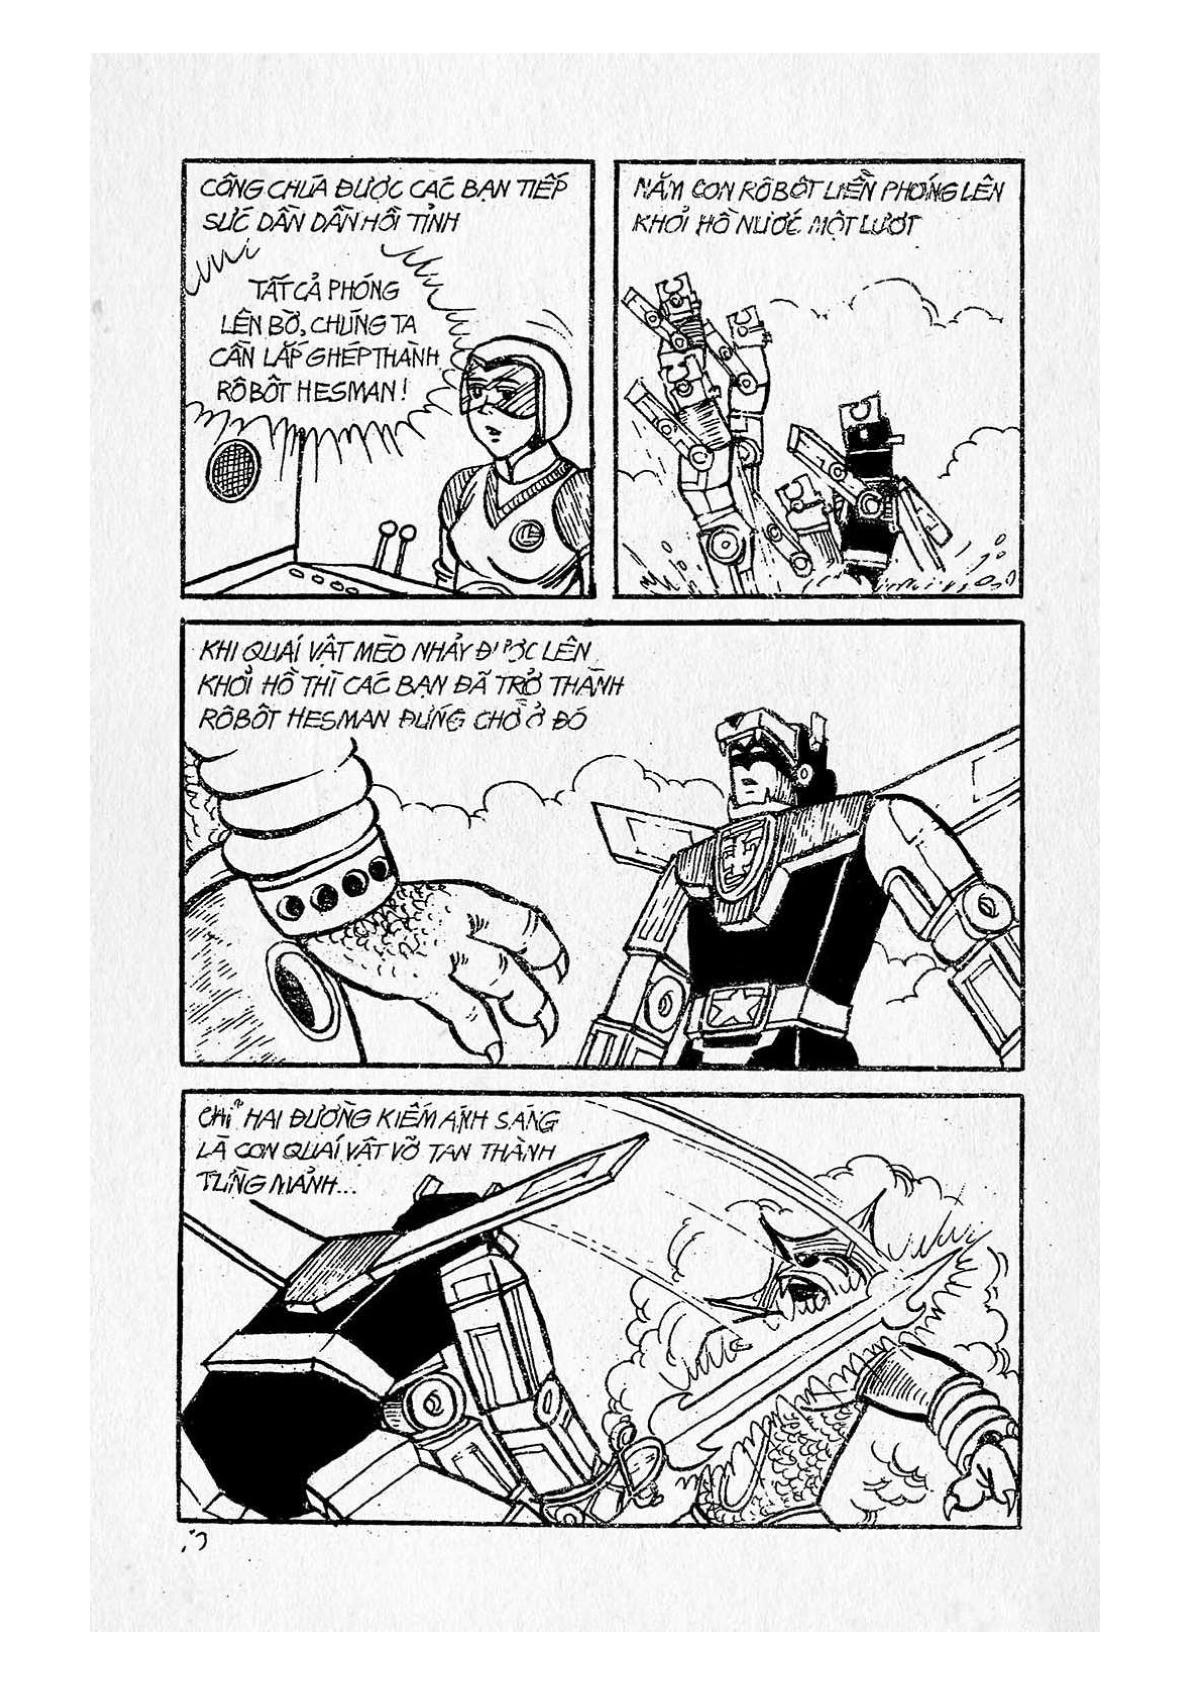 CÔNG CHÚA ĐƯỢC CÁC BẠN TIẾP
SỨC DẦN DẦN HỒI TỈNH
TẤT CẢ PHÓNG
LÊN BỜ, CHÚNG TA
CẦN LẮP GHÉP THÀNH
RÔBÔT HESMAN!
NĂM CON RÔBÔT LIỀN PHÓNG LÊN
KHỎI HỒ NƯỚC MỘT LƯỢT
KHI QUÁI VẬT MÈO NHẢY ĐƯỢC LÊN
KHỎI HỒ THÌ CÁC BẠN ĐÃ TRỞ THÀNH
RÔBÔT HESMAN ĐỨNG CHỜ Ở ĐÓ
CHỈ HAI ĐƯỜNG KIẾM ÁNH SÁNG
LÀ CON QUÁI VẬT VỠ TAN THÀNH
TỪNG MẢNH...